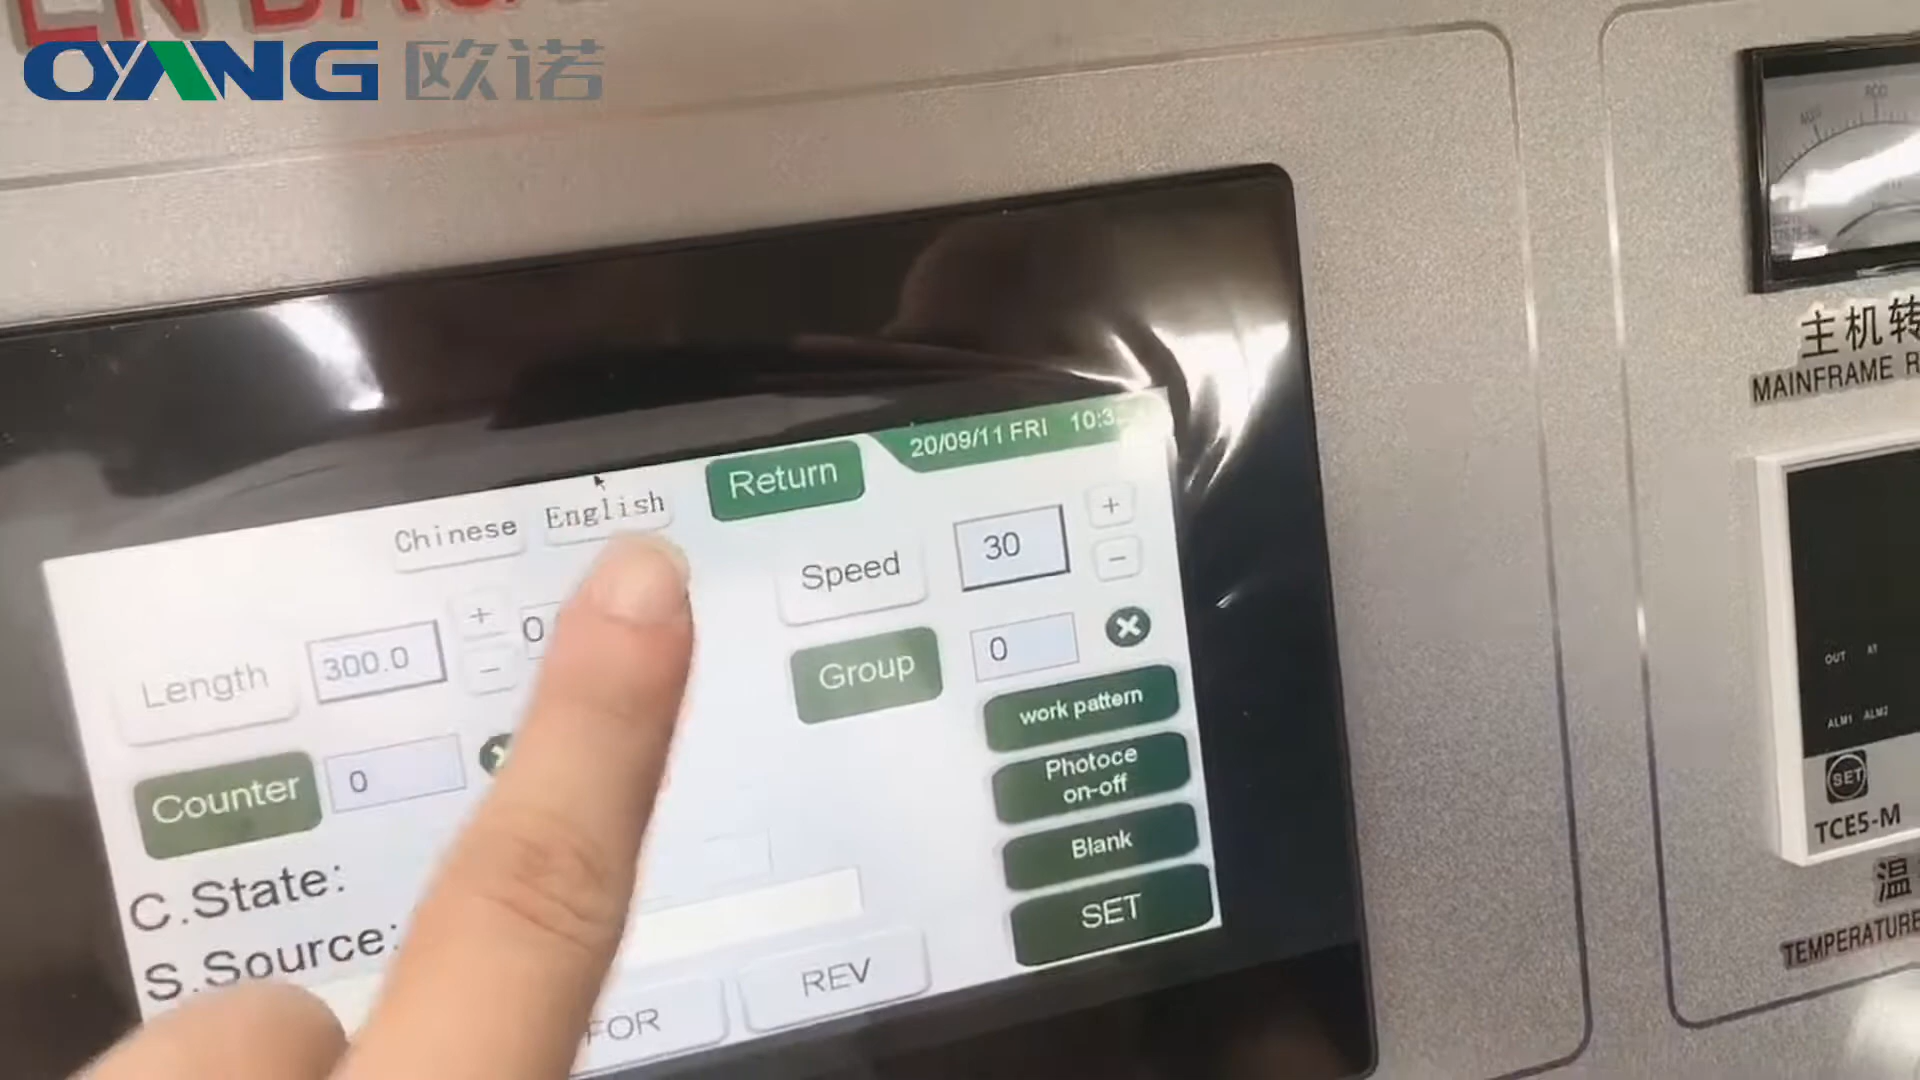 OYANG 欧诺
20/09/11 FRI
Return
Chinese
English
Speed
30
+
-
Length
300.0
+
-
0
Group
0
Counter
0
work pattern
Photoce
on-off
Blank
SET
C.State:
S.Source:
FOR
REV
主机转
MAINFRAME
OUT AT
ALM1 ALM2
SET
TCE5-M
温
TEMPERATURE